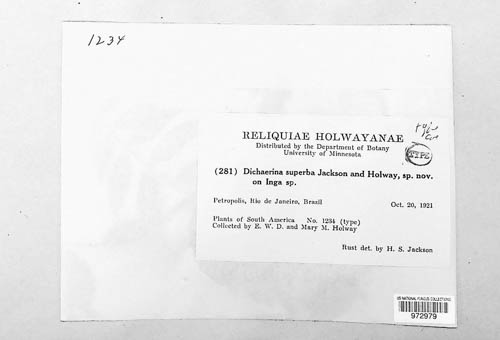 1234
type
RELIQUIAE HOLWAYANAE
Distributed by the Department of Botany
University of Minnesota
TYPE
(281) Dichaerina superba Jackson and Holway, sp. nov.
on Inga sp.
Petropolis, Rio de Janeiro, Brazil Oct. 20, 1921
Plants of South America No. 1234 (type)
Collected by E. W. D. and Mary M. Holway
Rust det. by H. S. Jackson
US NATIONAL FUNGUS COLLECTIONS
972979